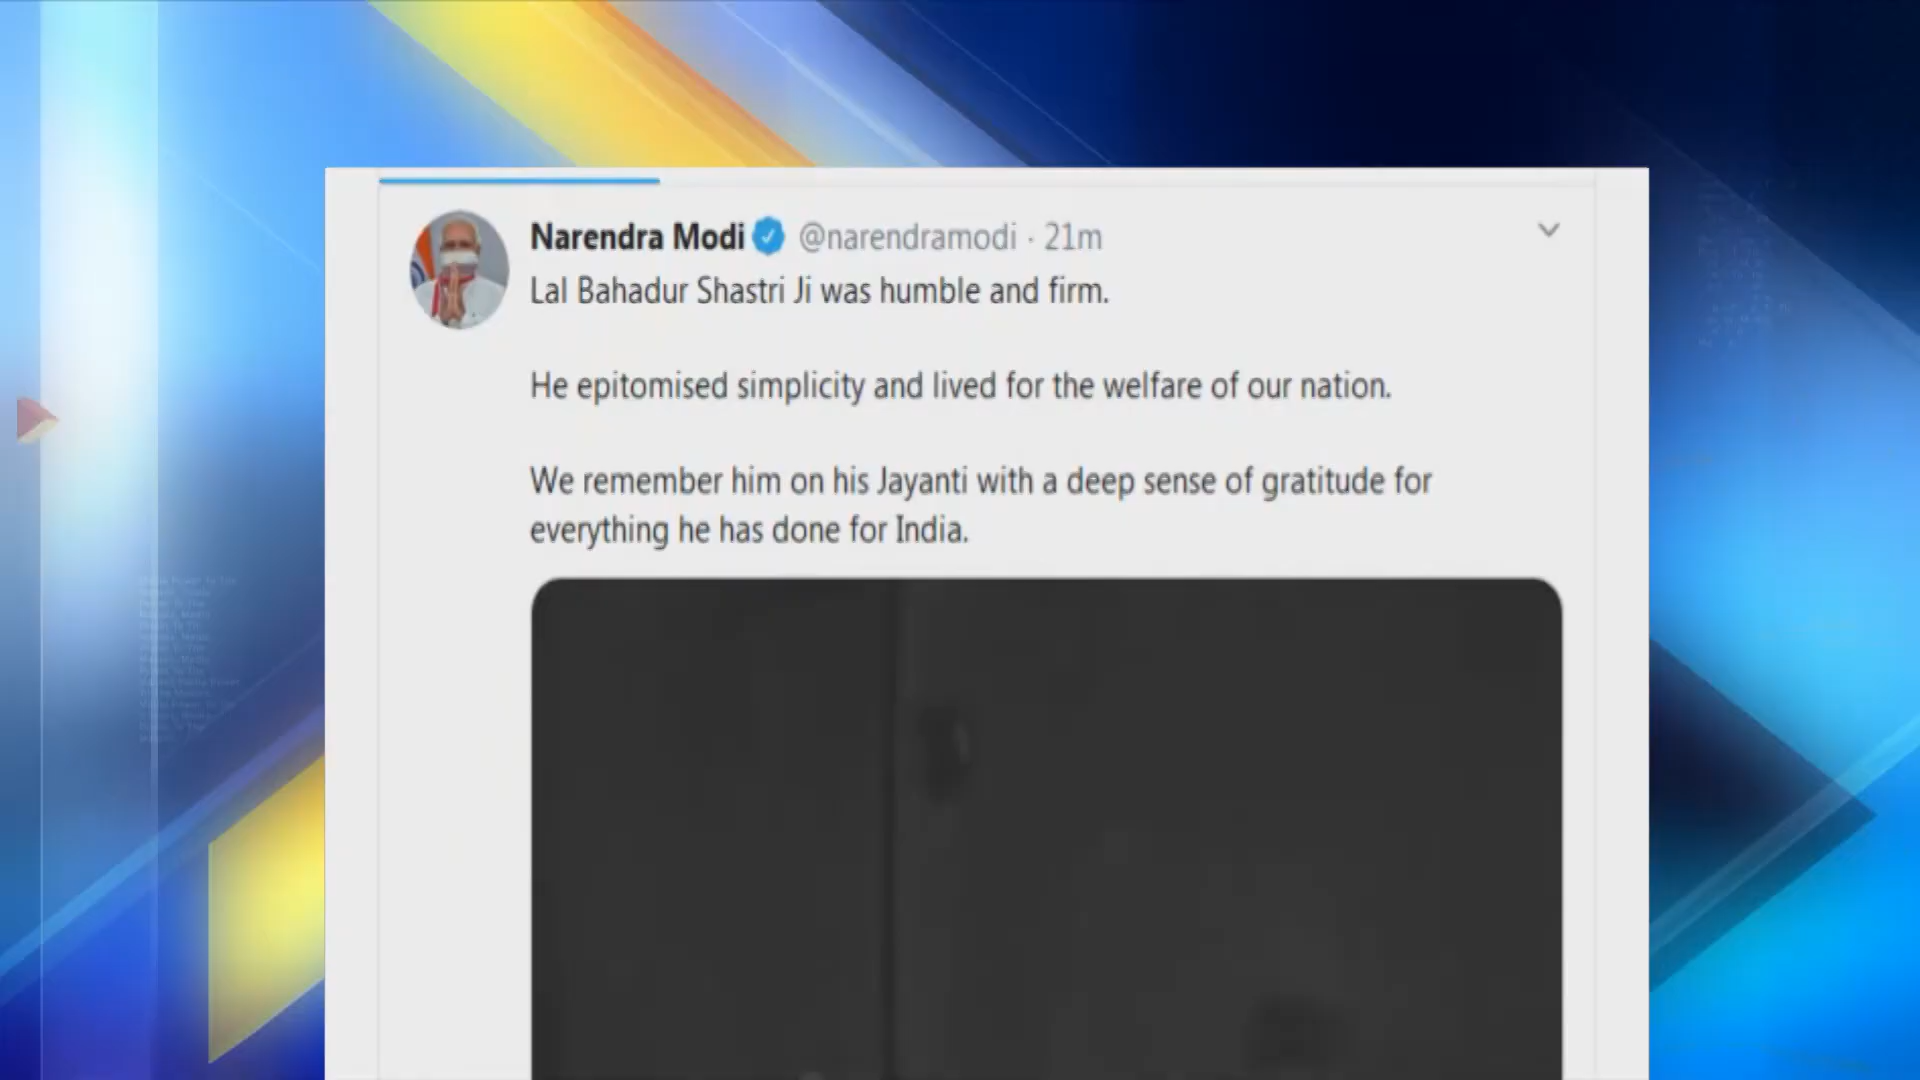 Narendra Modi @narendramodi · 21m
Lal Bahadur Shastri Ji was humble and firm.
He epitomised simplicity and lived for the welfare of our nation.
We remember him on his Jayanti with a deep sense of gratitude for
everything he has done for India.